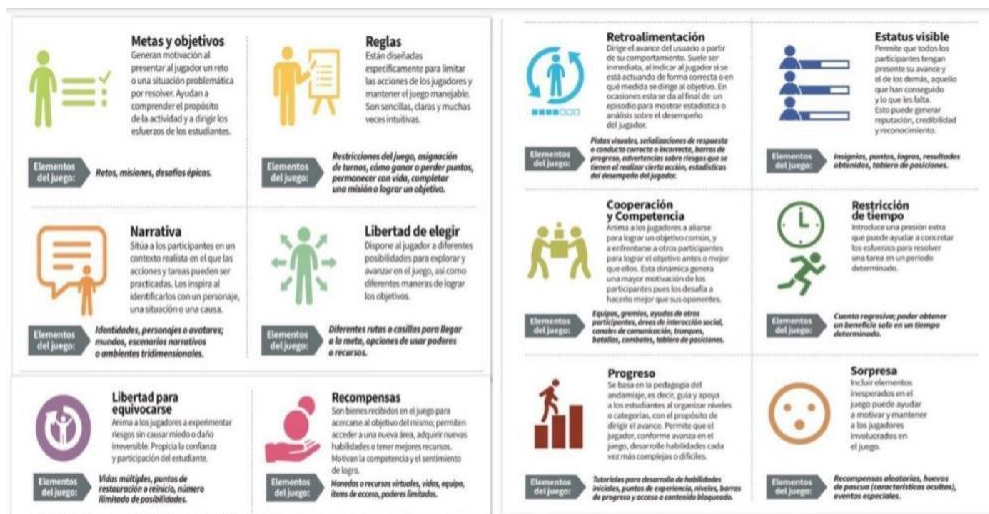 Metas y objetivos
Generan motivación al
presentar al jugador un reto
o una situación problemática
por resolver. Ayudan a
comprender el propósito
de la actividad y a dirigir los
esfuerzos de los estudiantes.
Elementos
del juego:
Retos, misiones, desafíos épicos.
Reglas
Están diseñadas
específicamente para limitar
las acciones de los jugadores y
mantener el juego manejable.
Son sencillas, claras y muchas
veces intuitivas.
Elementos
del juego:
Restricciones del juego, asignación
de turnos, cómo ganar o perder puntos,
permanecer con vida, completar
una misión o lograr un objetivo.
Narrativa
Sitúa a los participantes en un
contexto realista en el que las
acciones y tareas pueden ser
practicadas. Los inspira al
identificarlos con un personaje,
una situación o una causa.
Elementos
del juego:
Identidades, personajes o avatares;
mundos, escenarios narrativos
o ambientes tridimensionales.
Libertad de elegir
Dispone al jugador a diferentes
posibilidades para explorar y
avanzar en el juego, así como
diferentes maneras de lograr
los objetivos.
Elementos
del juego:
Diferentes rutas o casillas para llegar
a la meta, opciones de usar poderes
o recursos.
Libertad para
equivocarse
Anima a los jugadores a experimentar
riesgos sin causar miedo o daño
irreversible. Propicia la confianza
y participación del estudiante.
Elementos
del juego:
Vidas múltiples, puntos de
restauración o reinicio, número
ilimitado de posibilidades.
Recompensas
Son bienes recibidos en el juego para
acercarse al objetivo del mismo; permiten
acceder a una nueva área, adquirir nuevas
habilidades o tener mejores recursos.
Motivan la competencia y el sentimiento
de logro.
Elementos
del juego:
Monedas o recursos virtuales, vidas, equipo,
ítems de acceso, poderes limitados.
Retroalimentación
Dirige el avance del usuario a partir
de su comportamiento. Suele ser
inmediata, al indicar al jugador si se
está actuando de forma correcta o en
qué medida se dirige al objetivo. En
ocasiones esta se da al final de un
episodio para mostrar estadística o
análisis sobre el desempeño
del jugador.
Elementos
del juego:
Pistas visuales, señalizaciones de respuesta
o conducta correcta o incorrecta, barras de
progreso, advertencias sobre riesgos que se
tienen al realizar cierta acción, estadísticas
del desempeño del jugador.
Estatus visible
Permite que todos los
participantes tengan
presente su avance y
el de los demás, aquello
que han conseguido
y lo que les falta.
Esto puede generar
reputación, credibilidad
y reconocimiento.
Elementos
del juego:
Insignias, puntos, logros, resultados
obtenidos, tablero de posiciones.
Cooperación
y Competencia
Anima a los jugadores a aliarse
para lograr un objetivo común, y
a enfrentarse a otros participantes
para lograr el objetivo antes o mejor
que ellos. Esta dinámica genera
una mayor motivación de los
participantes pues los desafía a
hacerlo mejor que sus oponentes.
Elementos
del juego:
Equipos, gremios, ayudas de otros
participantes, áreas de interacción social,
canales de comunicación, trueques,
batallas, combates, tablero de posiciones.
Restricción
de tiempo
Introduce una presión extra
que puede ayudar a concretar
los esfuerzos para resolver
una tarea en un periodo
determinado.
Elementos
del juego:
Cuenta regresiva; poder obtener
un beneficio solo en un tiempo
determinado.
Progreso
Se basa en la pedagogía del
andamiaje, es decir, guía y apoya
a los estudiantes al organizar niveles
o categorías, con el propósito de
dirigir el avance. Permite que el
jugador, conforme avanza en el
juego, desarrolle habilidades cada
vez más complejas o difíciles.
Elementos
del juego:
Tutoriales para desarrollo de habilidades
iniciales, puntos de experiencia, niveles, barras
de progreso y acceso a contenido bloqueado.
Sorpresa
Incluir elementos
inesperados en el
juego puede ayudar
a motivar y mantener
a los jugadores
involucrados en
el juego.
Elementos
del juego:
Recompensas aleatorias, huevos
de pascua (características ocultas),
eventos especiales.